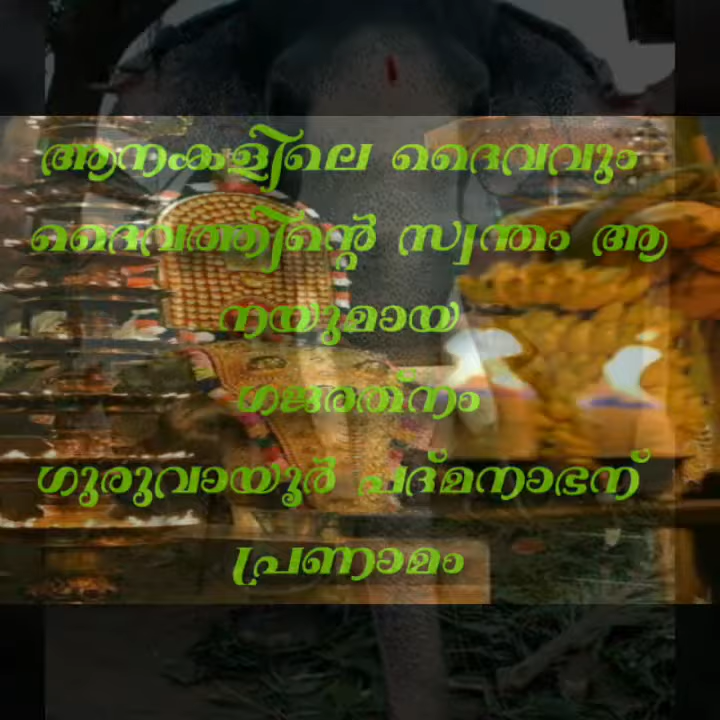 ആനകളിലെ ദൈവവും
ദൈവത്തിന്റെ സ്വന്തം ആ
നയുമായ
ഗജരത്നം
ഗുരുവായൂർ പദ്മനാഭന്
പ്രണാമം